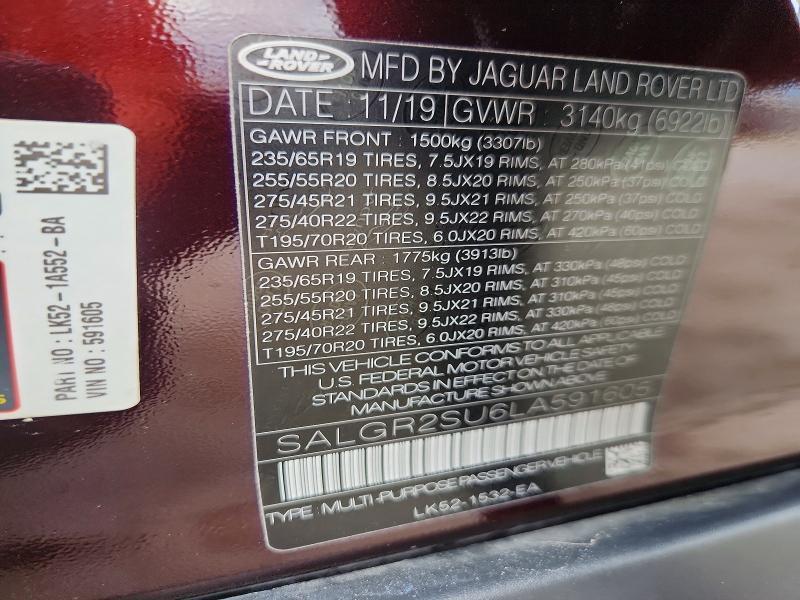 LAND ROVER
MFD BY JAGUAR LAND ROVER LTD
DATE 11/19 GVWR : 3140kg (6922lb)
GAWR FRONT : 1500kg (3307lb)
235/65R19 TIRES, 7.5JX19 RIMS, AT 280kPa (41psi) COLD
255/55R20 TIRES, 8.5JX20 RIMS, AT 250kPa (37psi) COLD
275/45R21 TIRES, 9.5JX21 RIMS, AT 250kPa (37psi) COLD
275/40R22 TIRES, 9.5JX22 RIMS, AT 270kPa (40psi) COLD
T195/70R20 TIRES, 6.0JX20 RIMS, AT 420kPa (60psi) COLD
GAWR REAR : 1775kg (3913lb)
235/65R19 TIRES, 7.5JX19 RIMS, AT 330kPa (48psi) COLD
255/55R20 TIRES, 8.5JX20 RIMS, AT 310kPa (45psi) COLD
275/45R21 TIRES, 9.5JX21 RIMS, AT 310kPa (45psi) COLD
275/40R22 TIRES, 9.5JX22 RIMS, AT 330kPa (48psi) COLD
T195/70R20 TIRES, 6.0JX20 RIMS, AT 420kPa (60psi) COLD
THIS VEHICLE CONFORMS TO ALL APPLICABLE
U.S. FEDERAL MOTOR VEHICLE SAFETY
STANDARDS IN EFFECT ON THE DATE OF
MANUFACTURE SHOWN ABOVE.
SALGR2SU6LA591605
TYPE : MULTI-PURPOSE PASSENGER VEHICLE
LK52-1532-EA
PART NO : LK52-1A552-BA
VIN NO : 591605